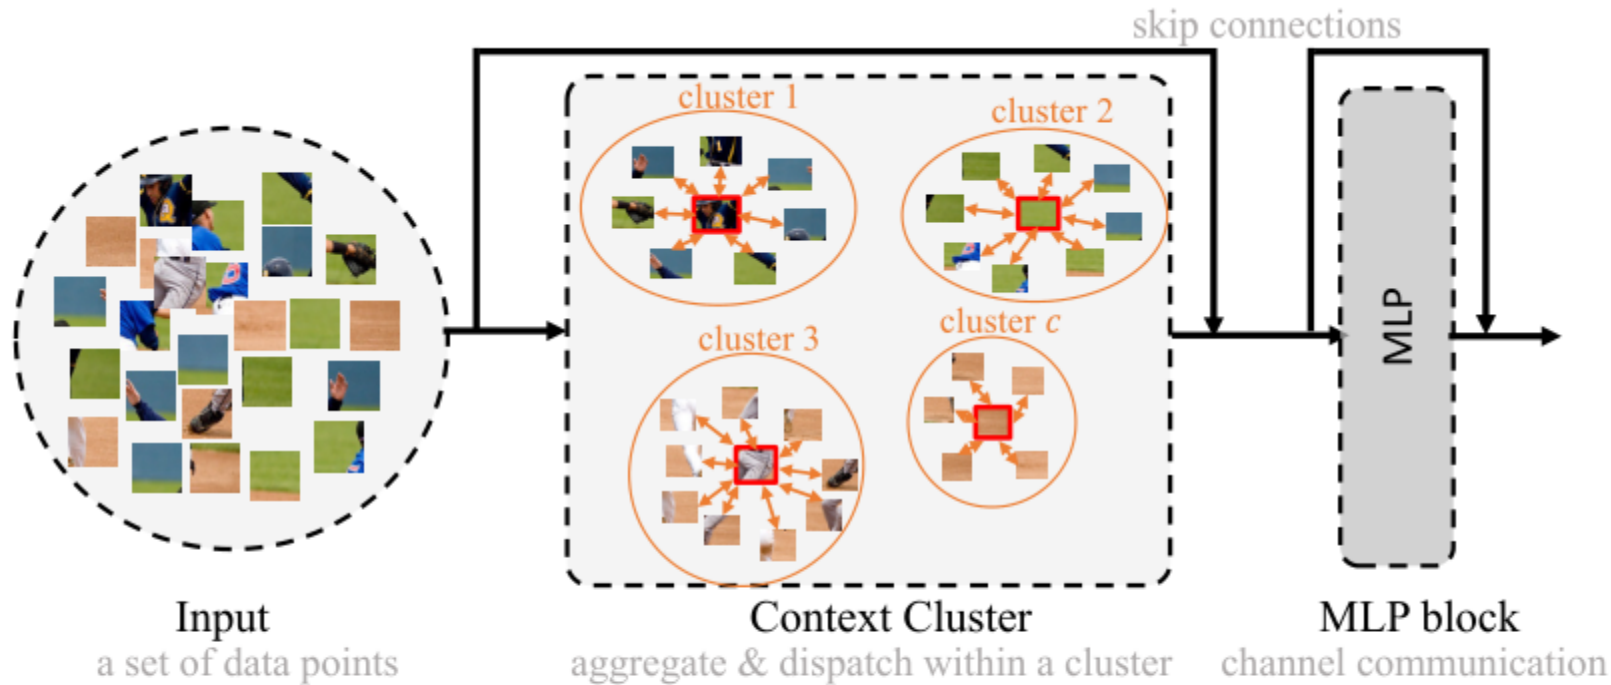 skip connections
cluster 1
cluster 2
cluster 3
cluster c
MLP
Input
Context Cluster
MLP block
a set of data points
aggregate & dispatch within a cluster
channel communication